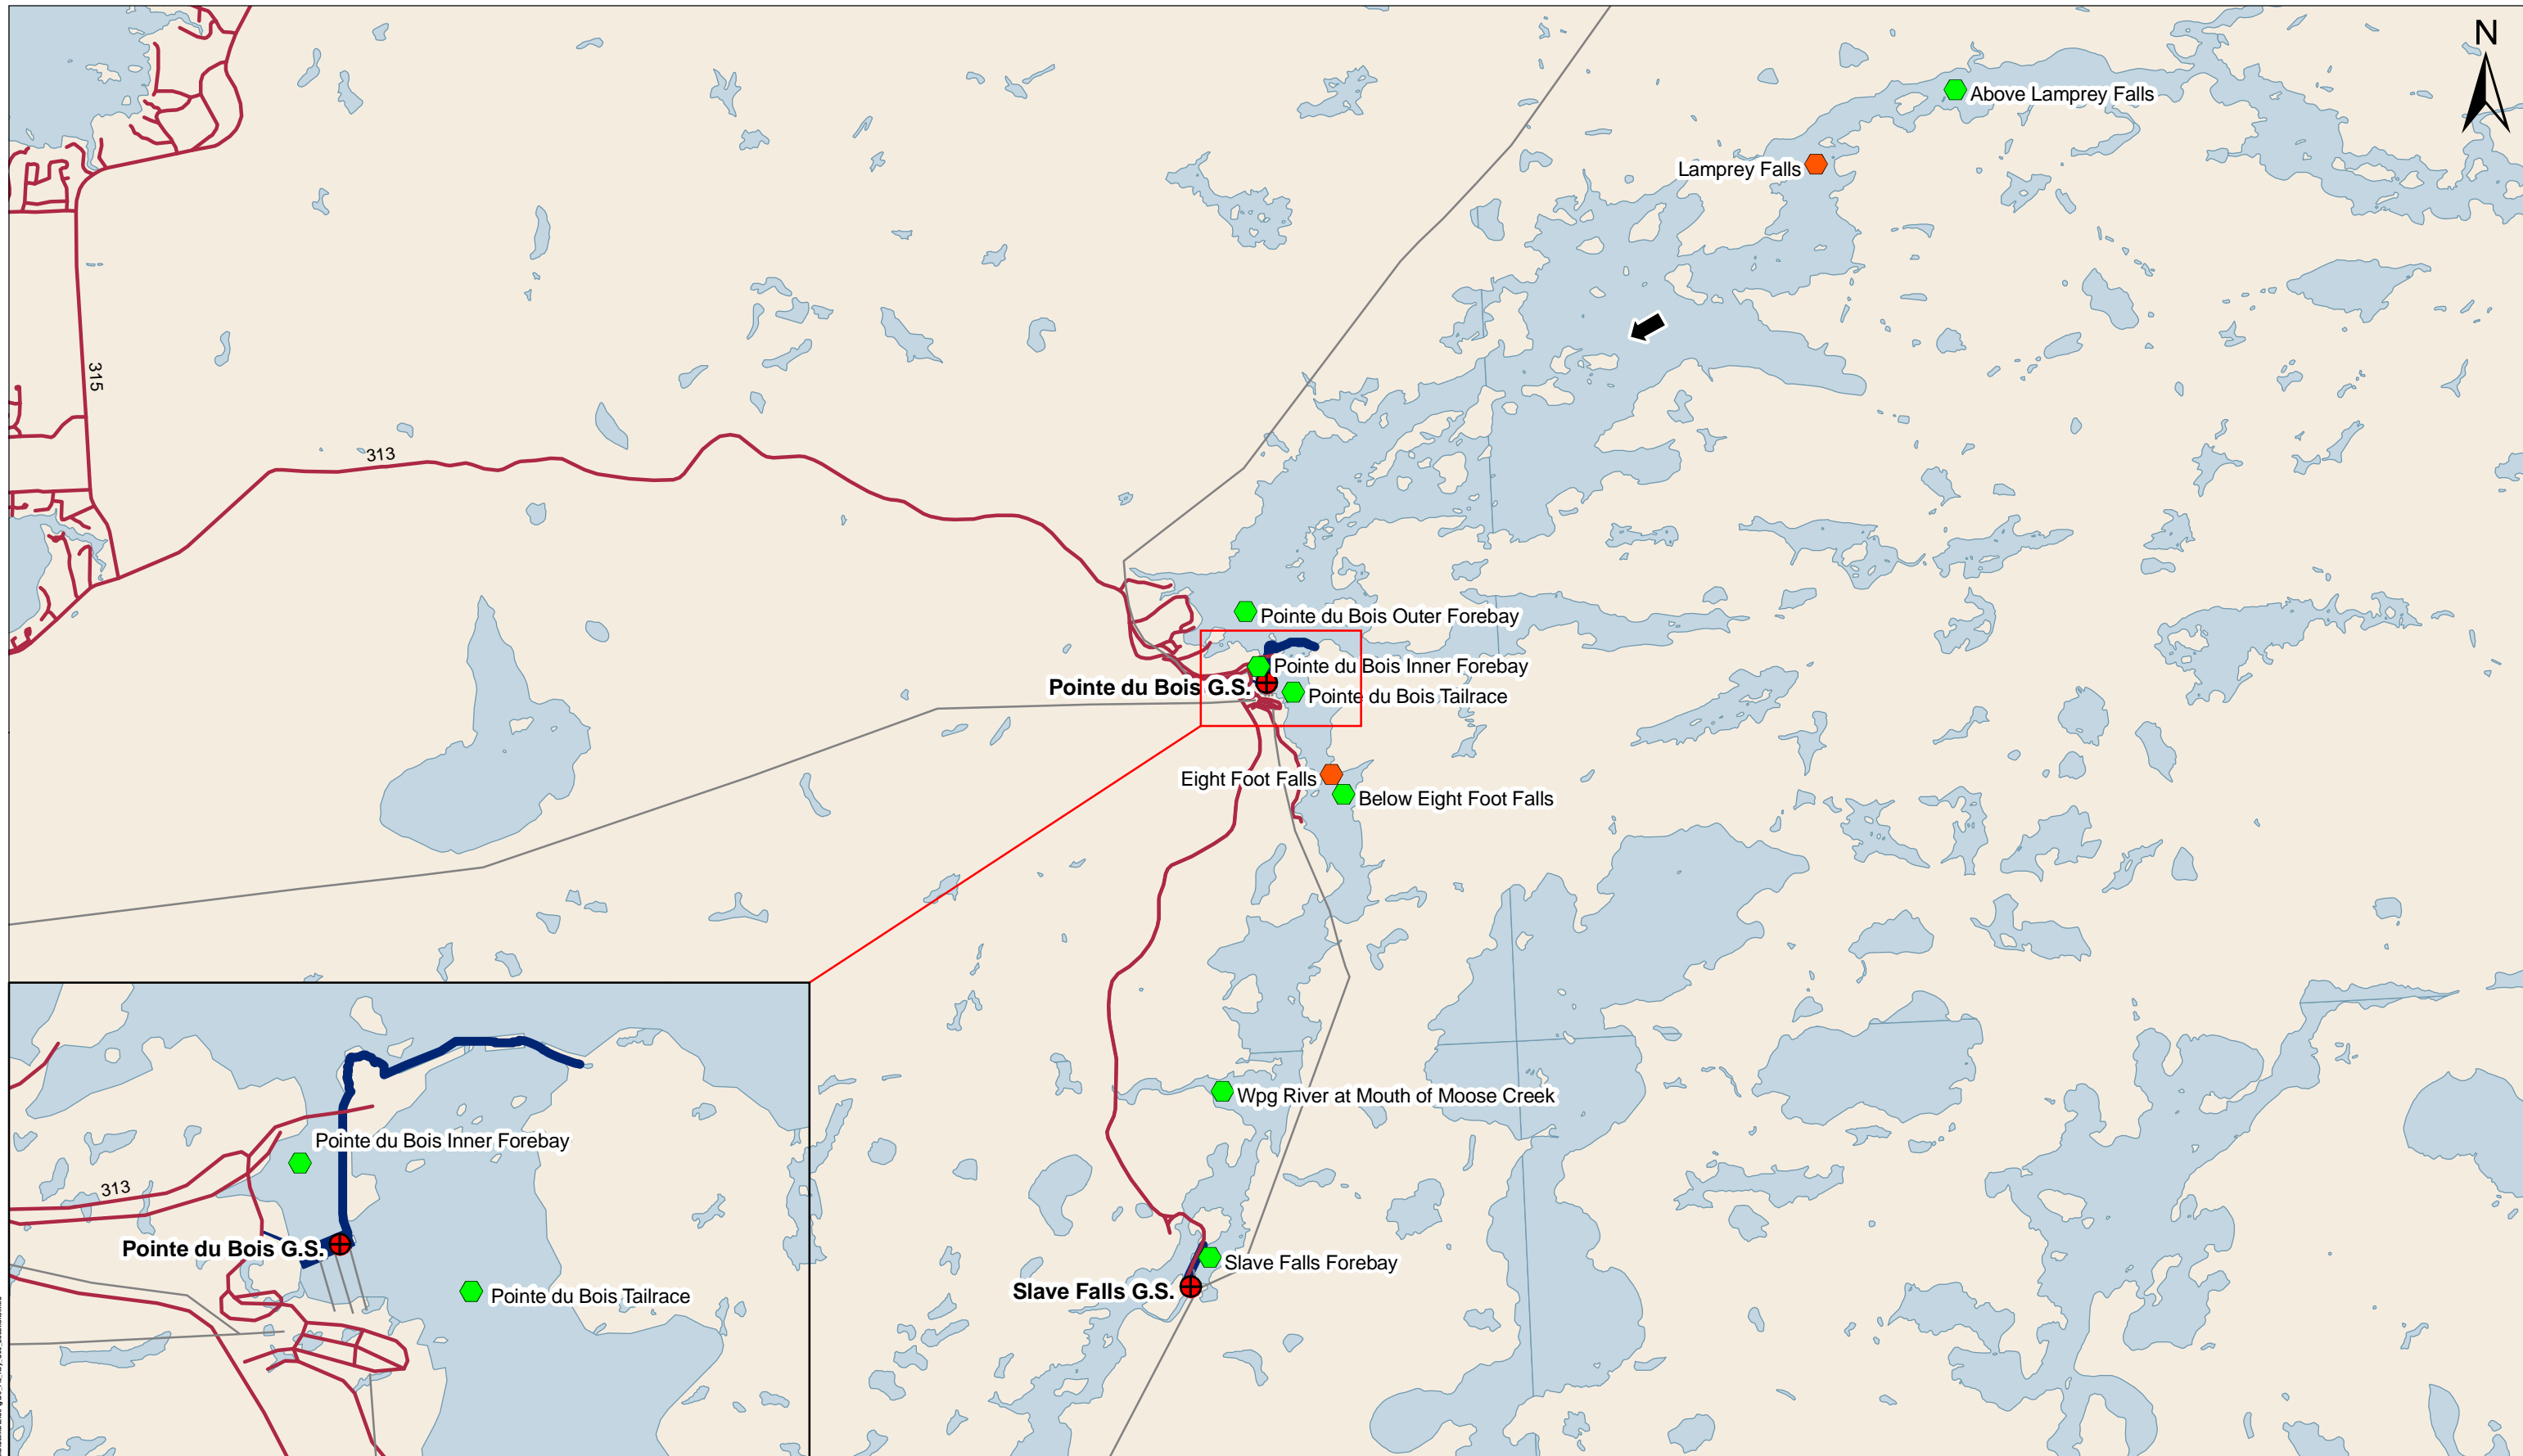 N
Above Lamprey Falls
Lamprey Falls
315
313
Pointe du Bois Outer Forebay
Pointe du Bois Inner Forebay
Pointe du Bois G.S.
Pointe du Bois Tailrace
Eight Foot Falls
Below Eight Foot Falls
Wpg River at Mouth of Moose Creek
Slave Falls Forebay
Slave Falls G.S.
Pointe du Bois Inner Forebay
313
Pointe du Bois G.S.
Pointe du Bois Tailrace